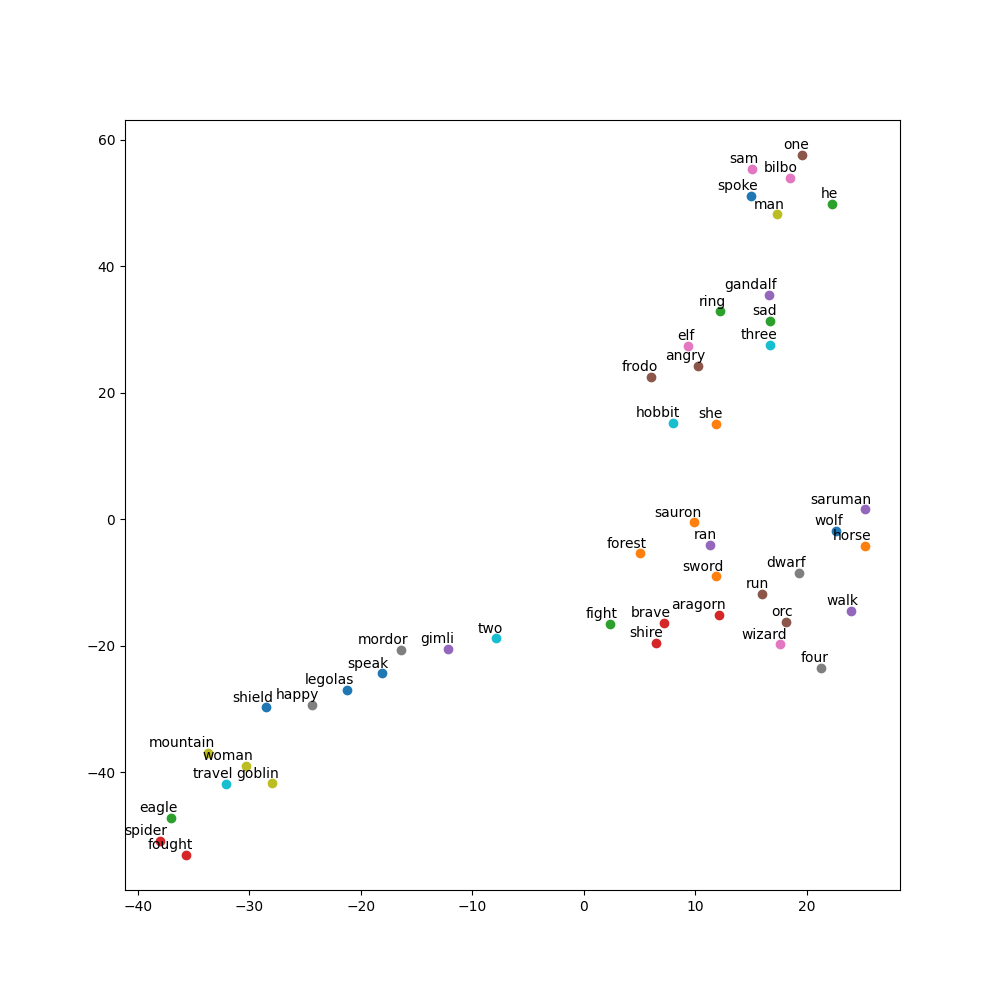 one
sam
bilbo
spoke
he
man
gandalf
ring
sad
three
elf
angry
frodo
hobbit
she
saruman
sauron
wolf
ran
horse
forest
dwarf
sword
run
walk
aragorn
brave
orc
fight
two
shire
wizard
mordor
gimli
four
speak
legolas
happy
shield
mountain
woman
travel
goblin
eagle
spider
fought
60
40
20
0
−20
−40
−40
−30
−20
−10
0
10
20